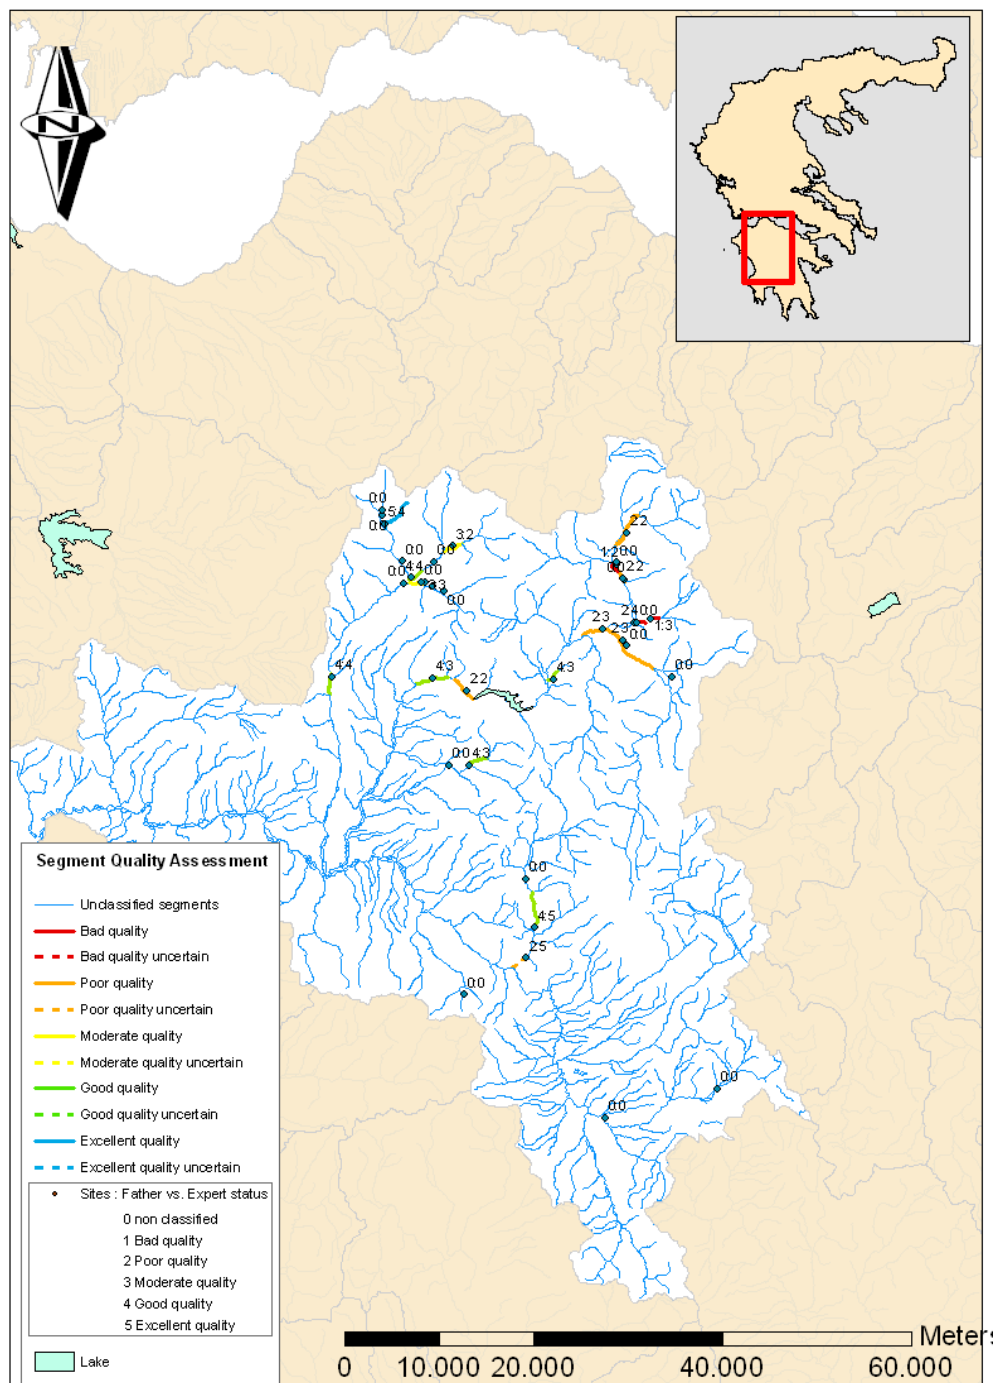 N
0:0
5:4
0:0
3:2
0:0
0:0
4:4
0:0
0:0
0:0
2:2
1:2
0:0
2:2
2:3
2:4
0:0
1:3
2:3
0:0
0:0
4:4
4:3
2:2
4:3
0:0
4:3
0:0
4:5
2:5
0:0
0:0
0:0
Segment Quality Assessment
Unclassified segments
Bad quality
Bad quality uncertain
Poor quality
Poor quality uncertain
Moderate quality
Moderate quality uncertain
Good quality
Good quality uncertain
Excellent quality
Excellent quality uncertain
Sites : Father vs. Expert status
0 non classified
1 Bad quality
2 Poor quality
3 Moderate quality
4 Good quality
5 Excellent quality
Lake
Meters
0 10.000 20.000 40.000 60.000